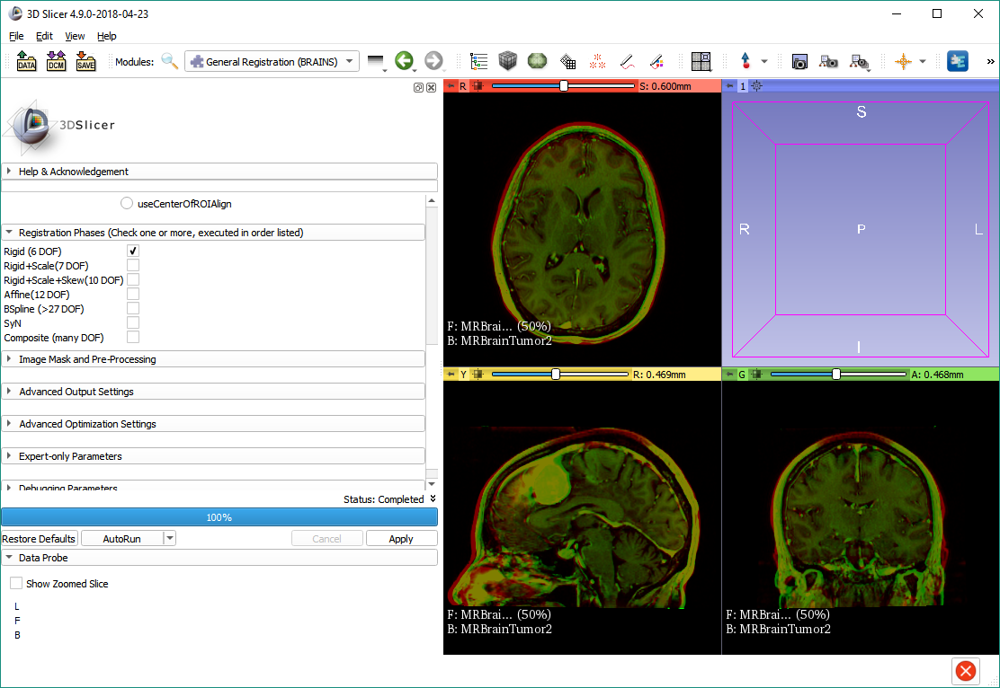 3D Slicer 4.9.0-2018-04-23
File Edit View Help
DATA DCM SAVE Modules: General Registration (BRAINS) »
3DSlicer
Help & Acknowledgement
useCenterOfROIAlign
Registration Phases (Check one or more, executed in order listed)
Rigid (6 DOF)
Rigid+Scale(7 DOF)
Rigid+Scale+Skew(10 DOF)
Affine(12 DOF)
BSpline (>27 DOF)
SyN
Composite (many DOF)
Image Mask and Pre-Processing
Advanced Output Settings
Advanced Optimization Settings
Expert-only Parameters
Debugging Parameters
Status: Completed
100%
Restore Defaults AutoRun Cancel Apply
Data Probe
Show Zoomed Slice
L
F
B
R S: 0.600mm
F: MRBrai... (50%)
B: MRBrainTumor2
1
S
R P L
I
Y R: 0.469mm
F: MRBrai... (50%)
B: MRBrainTumor2
G A: 0.468mm
F: MRBrai... (50%)
B: MRBrainTumor2